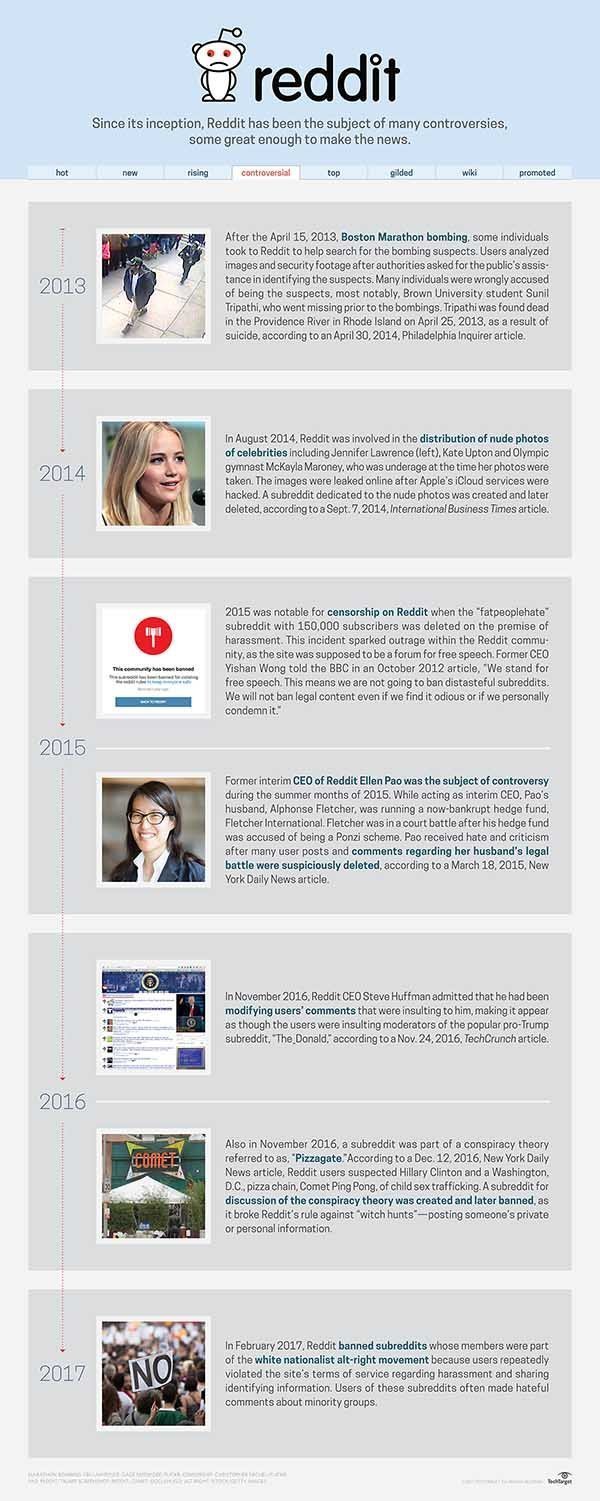 reddit
Since its inception, Reddit has been the subject of many controversies,
some great enough to make the news.
hot new rising controversial top gilded wiki promoted
2013
After the April 15, 2013, Boston Marathon bombing, some individuals
took to Reddit to help search for the bombing suspects. Users analyzed
images and security footage after authorities asked for the public's assis-
tance in identifying the suspects. Many individuals were wrongly accused
of being the suspects, most notably, Brown University student Sunil
Tripathi, who went missing prior to the bombings. Tripathi was found dead
in the Providence River in Rhode Island on April 25, 2013, as a result of
suicide, according to an April 30, 2014, Philadelphia Inquirer article.
2014
In August 2014, Reddit was involved in the distribution of nude photos
of celebrities including Jennifer Lawrence (left), Kate Upton and Olympic
gymnast McKayla Maroney, who was underage at the time her photos were
taken. The images were leaked online after Apple's iCloud services were
hacked. A subreddit dedicated to the nude photos was created and later
deleted, according to a Sept. 7, 2014, International Business Times article.
This community has been banned
This subreddit has been banned for violating
the reddit rules to keep everyone safe.
BACK TO REDDIT
2015 was notable for censorship on Reddit when the "fatpeoplehate"
subreddit with 150,000 subscribers was deleted on the premise of
harassment. This incident sparked outrage within the Reddit commu-
nity, as the site was supposed to be a forum for free speech. Former CEO
Yishan Wong told the BBC in an October 2012 article, "We stand for
free speech. This means we are not going to ban distasteful subreddits.
We will not ban legal content even if we find it odious or if we personally
condemn it."
2015
Former interim CEO of Reddit Ellen Pao was the subject of controversy
during the summer months of 2015. While acting as interim CEO, Pao's
husband, Alphonse Fletcher, was running a now-bankrupt hedge fund,
Fletcher International. Fletcher was in a court battle after his hedge fund
was accused of being a Ponzi scheme. Pao received hate and criticism
after many user posts and comments regarding her husband's legal
battle were suspiciously deleted, according to a March 18, 2015, New
York Daily News article.
In November 2016, Reddit CEO Steve Huffman admitted that he had been
modifying users' comments that were insulting to him, making it appear
as though the users were insulting moderators of the popular pro-Trump
subreddit, "The_Donald," according to a Nov. 24, 2016, TechCrunch article.
2016
COMET
Also in November 2016, a subreddit was part of a conspiracy theory
referred to as, "Pizzagate."According to a Dec. 12, 2016, New York Daily
News article, Reddit users suspected Hillary Clinton and a Washington,
D.C., pizza chain, Comet Ping Pong, of child sex trafficking. A subreddit for
discussion of the conspiracy theory was created and later banned, as
it broke Reddit's rule against "witch hunts"—posting someone's private
or personal information.
2017
NO
In February 2017, Reddit banned subreddits whose members were part
of the white nationalist alt-right movement because users repeatedly
violated the site's terms of service regarding harassment and sharing
identifying information. Users of these subreddits often made hateful
comments about minority groups.
TechTarget